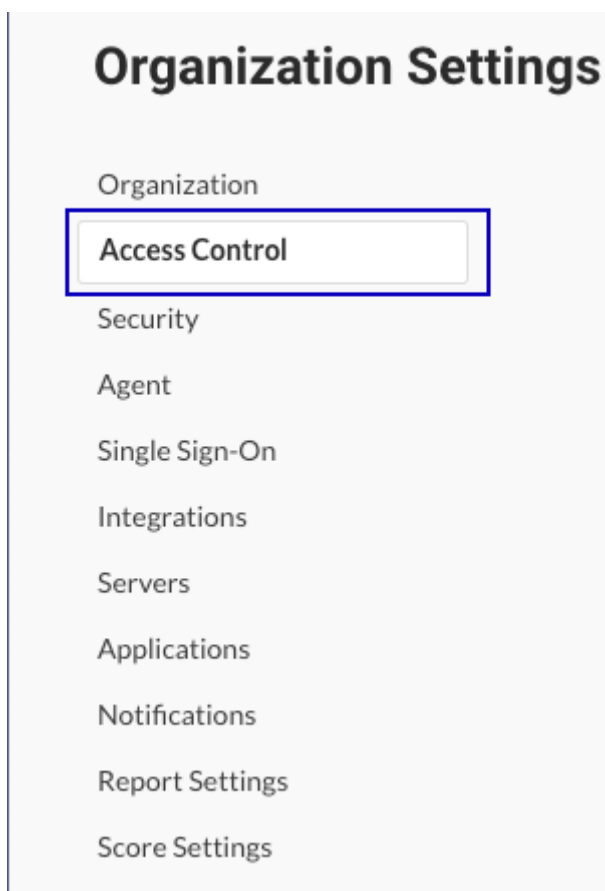 Organization Settings
Organization
Access Control
Security
Agent
Single Sign-On
Integrations
Servers
Applications
Notifications
Report Settings
Score Settings